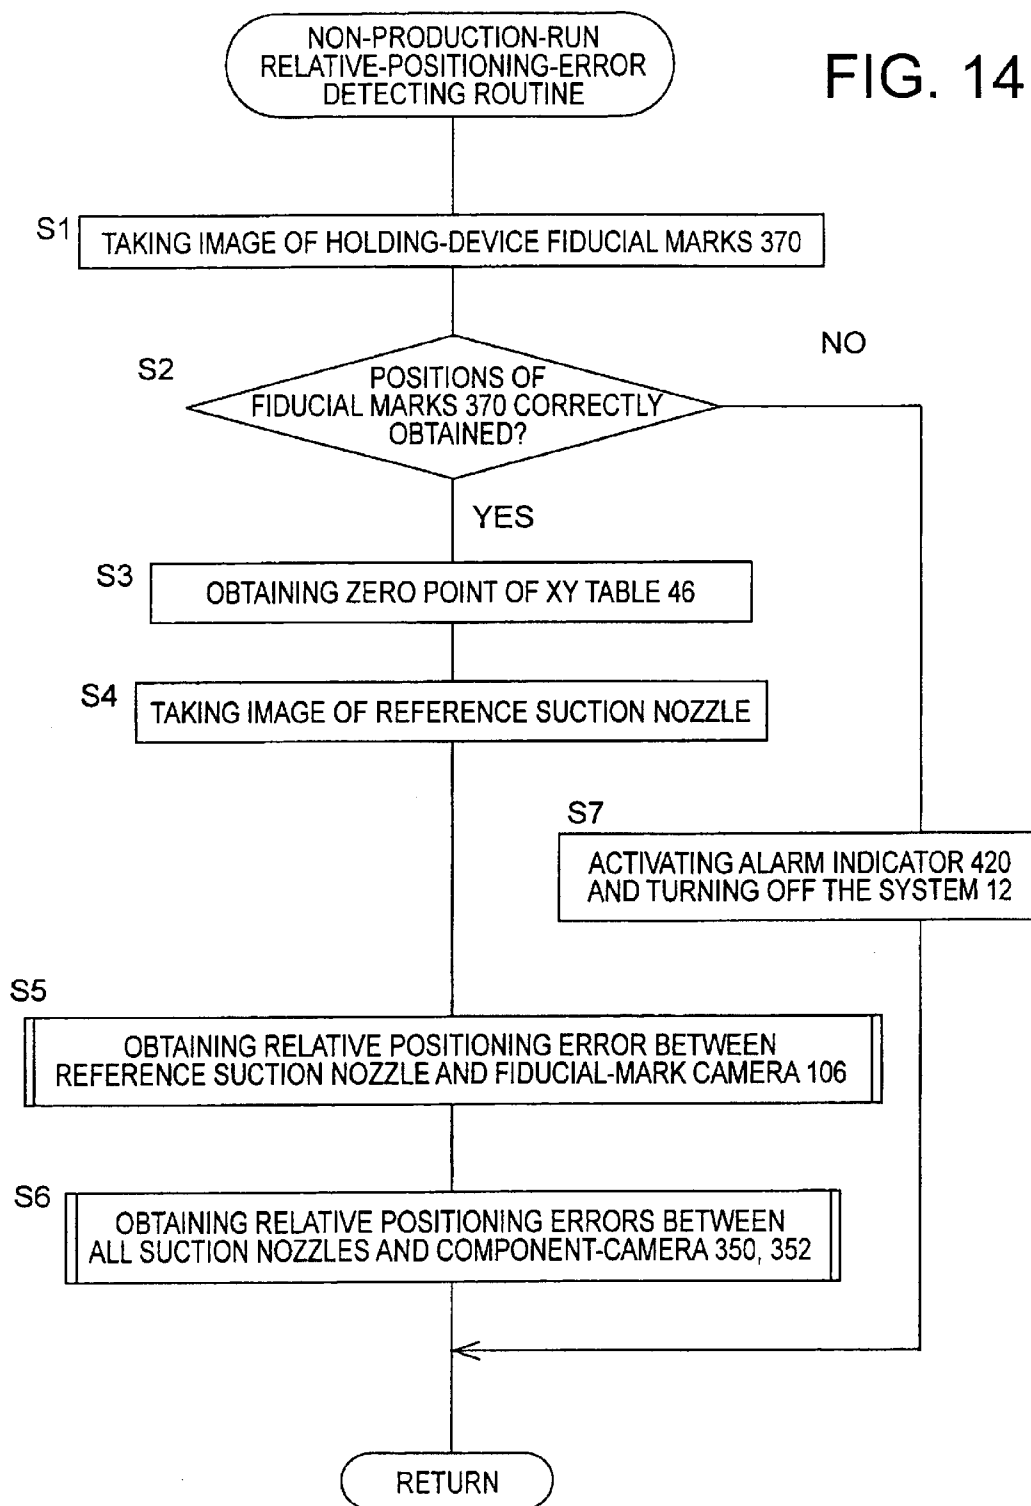 NON-PRODUCTION-RUN
RELATIVE-POSITIONING-ERROR
DETECTING ROUTINE
FIG. 14
S1
TAKING IMAGE OF HOLDING-DEVICE FIDUCIAL MARKS 370
S2
POSITIONS OF
FIDUCIAL MARKS 370 CORRECTLY
OBTAINED?
NO
YES
S3
OBTAINING ZERO POINT OF XY TABLE 46
S4
TAKING IMAGE OF REFERENCE SUCTION NOZZLE
S7
ACTIVATING ALARM INDICATOR 420
AND TURNING OFF THE SYSTEM 12
S5
OBTAINING RELATIVE POSITIONING ERROR BETWEEN
REFERENCE SUCTION NOZZLE AND FIDUCIAL-MARK CAMERA 106
S6
OBTAINING RELATIVE POSITIONING ERRORS BETWEEN
ALL SUCTION NOZZLES AND COMPONENT-CAMERA 350, 352
RETURN